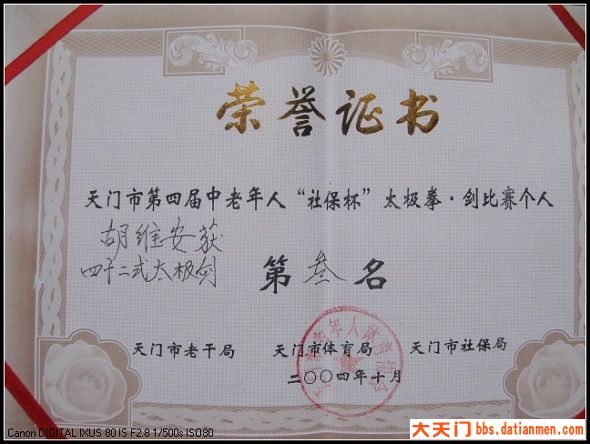 荣誉证书
天门市第四届中老年人“社保杯”太极拳·剑比赛个人
胡维安获
四十二式太极剑 第叁名
天门市老干局 天门市体育局 天门市社保局
二〇〇四年十月
Canon DIGITAL IXUS 80 IS F2.8 1/500s ISO80
大天门 bbs.datianmen.com